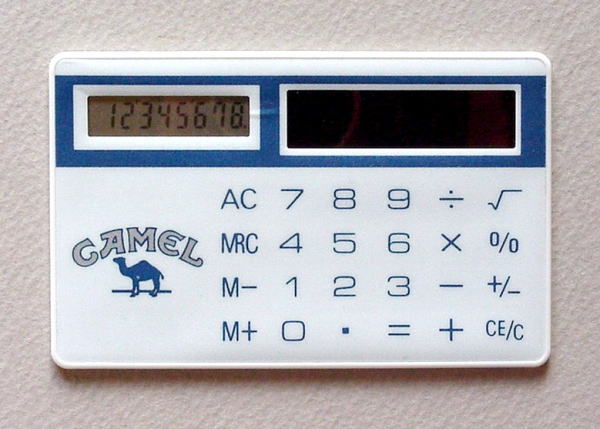 12345678.
AC 7 8 9 ÷ √
CAMEL
MRC 4 5 6 × %
M− 1 2 3 − +/−
M+ 0 . = + CE/C